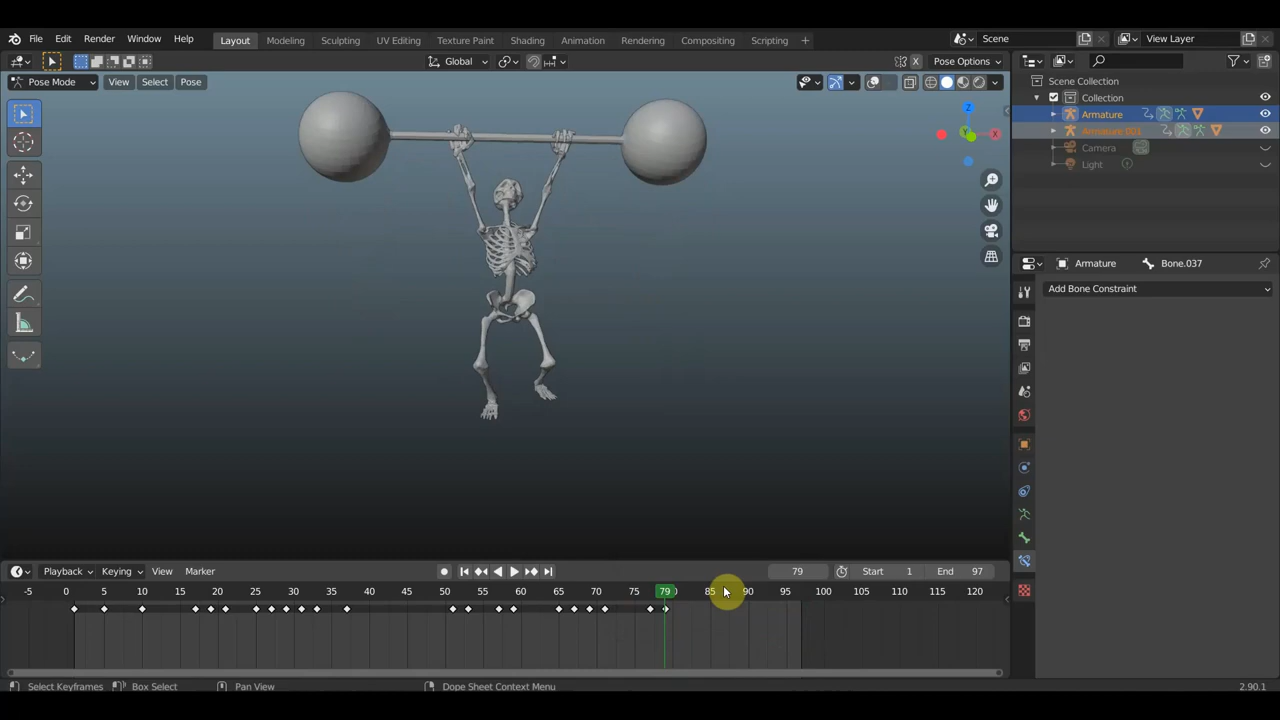 File Edit Render Window Help Layout Modeling Sculpting UV Editing Texture Paint Shading Animation Rendering Compositing Scripting + Scene View Layer
Global X Pose Options
Pose Mode View Select Pose
Scene Collection
Collection
Armature
Armature.001
Camera
Light
Z
Y
X
Armature Bone.037
Add Bone Constraint
Playback Keying View Marker 79 Start 1 End 97
-5 0 5 10 15 20 25 30 35 40 45 50 55 60 65 70 75 79 85 90 95 100 105 110 115 120
Select Keyframes Box Select Pan View Dope Sheet Context Menu 2.90.1